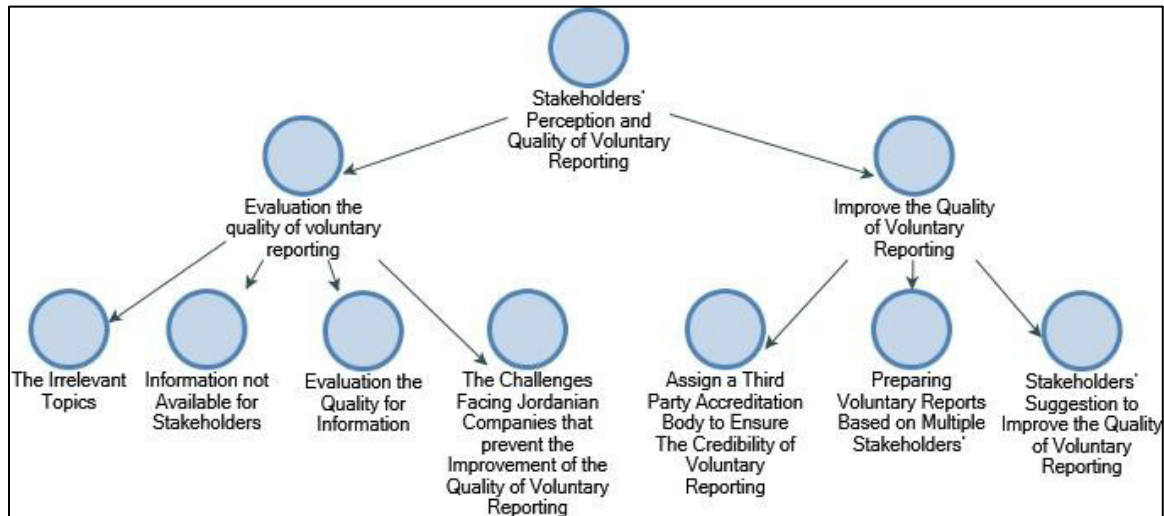 Stakeholders'
Perception and
Quality of Voluntary
Reporting
Evaluation the
quality of voluntary
reporting
Improve the Quality
of Voluntary
Reporting
The Irrelevant
Topics
Information not
Available for
Stakeholders
Evaluation the
Quality for
Information
The Challenges
Facing Jordanian
Companies that
prevent the
Improvement of the
Quality of Voluntary
Reporting
Assign a Third
Party Accreditation
Body to Ensure
The Credibility of
Voluntary
Reporting
Preparing
Voluntary Reports
Based on Multiple
Stakeholders'
Stakeholders'
Suggestion to
Improve the Quality
of Voluntary
Reporting